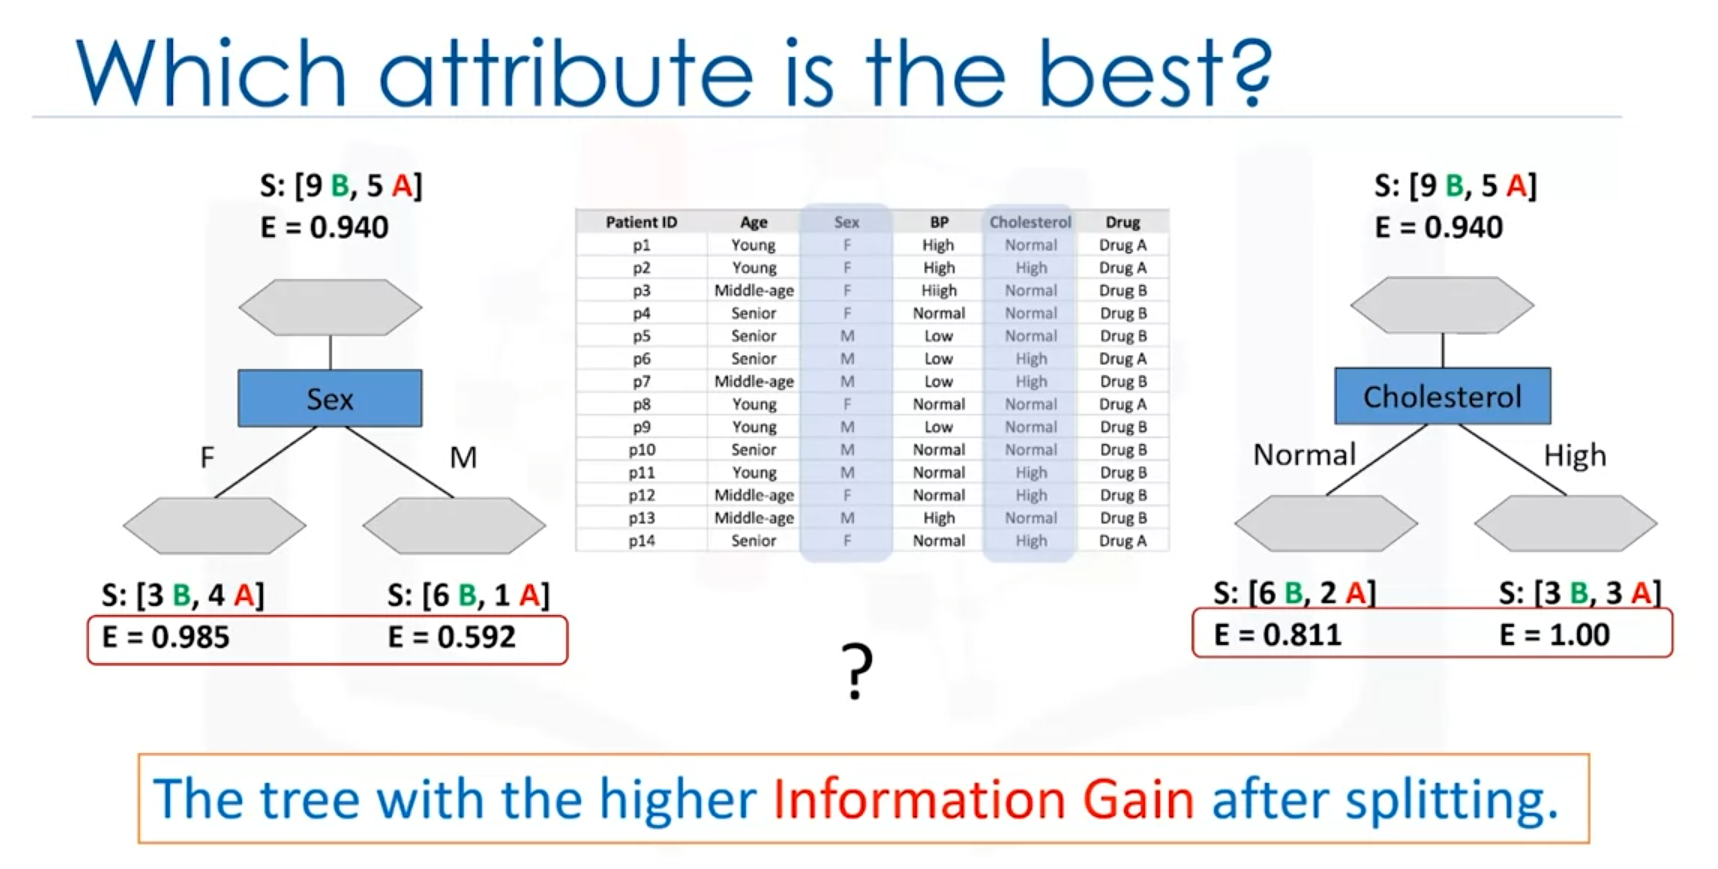 Which attribute is the best?
S: [9 B, 5 A]
E = 0.940
Sex
F
M
S: [3 B, 4 A]
E = 0.985
S: [6 B, 1 A]
E = 0.592
Patient ID Age Sex BP Cholesterol Drug
p1 Young F High Normal Drug A
p2 Young F High High Drug A
p3 Middle-age F Hiigh Normal Drug B
p4 Senior F Normal Normal Drug B
p5 Senior M Low Normal Drug B
p6 Senior M Low High Drug A
p7 Middle-age M Low High Drug B
p8 Young F Normal Normal Drug A
p9 Young M Low Normal Drug B
p10 Senior M Normal Normal Drug B
p11 Young M Normal High Drug B
p12 Middle-age F Normal High Drug B
p13 Middle-age M High Normal Drug B
p14 Senior F Normal High Drug A
?
S: [9 B, 5 A]
E = 0.940
Cholesterol
Normal
High
S: [6 B, 2 A]
E = 0.811
S: [3 B, 3 A]
E = 1.00
The tree with the higher Information Gain after splitting.